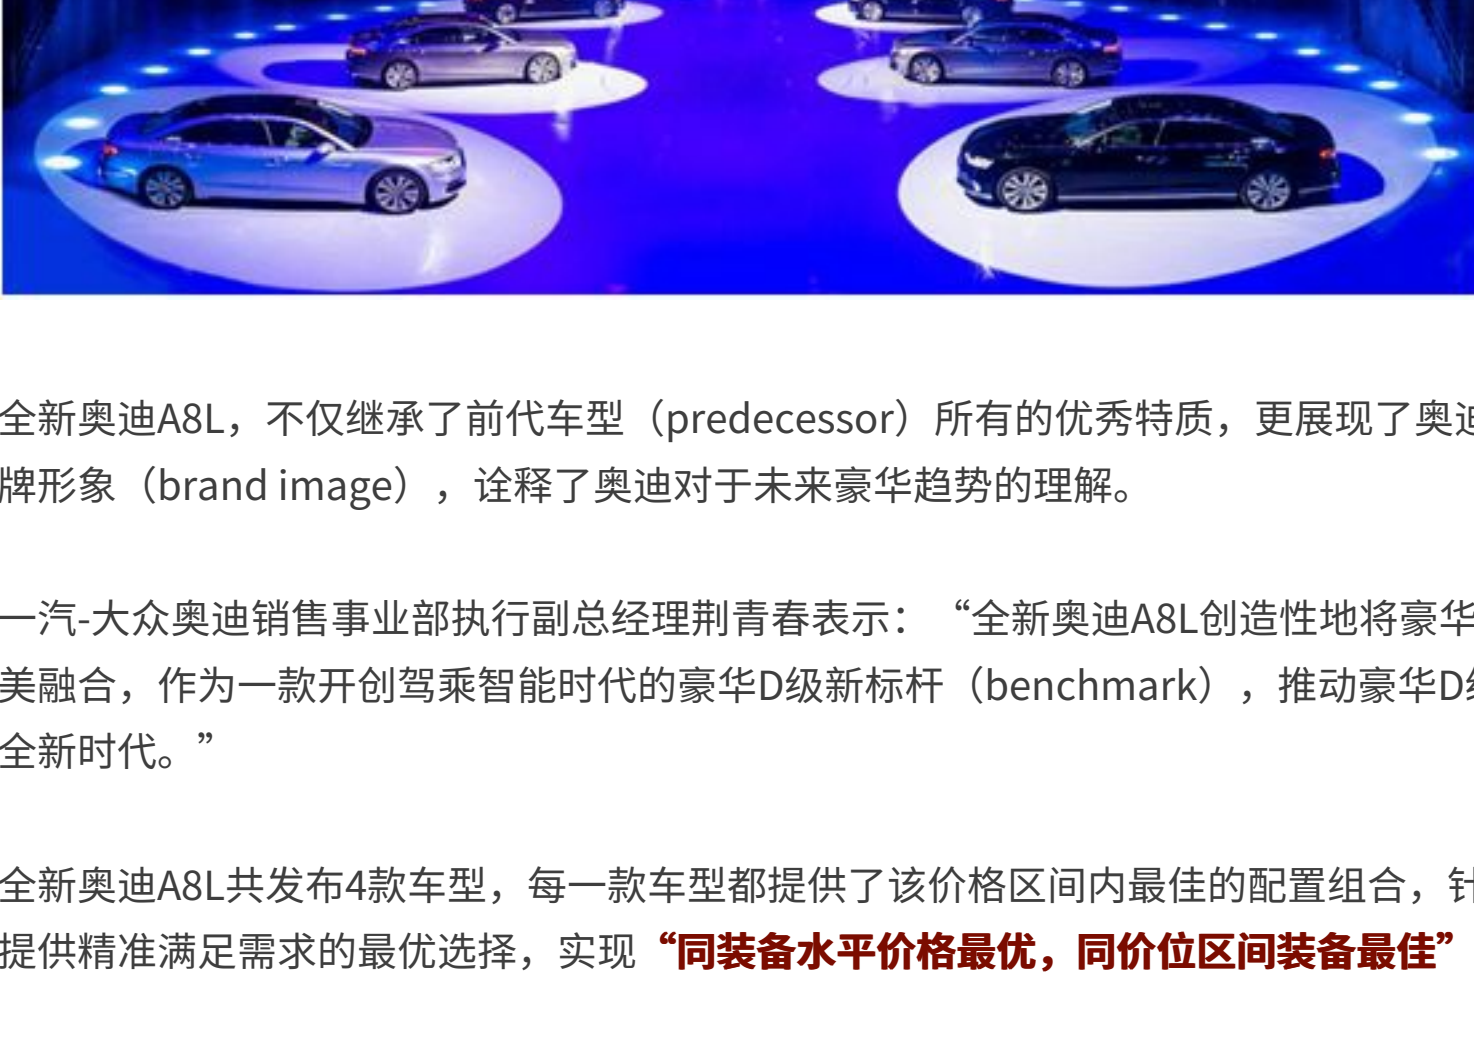 全新奥迪A8L，不仅继承了前代车型（predecessor）所有的优秀特质，更展现了奥迪
牌形象（brand image），诠释了奥迪对于未来豪华趋势的理解。
一汽-大众奥迪销售事业部执行副总经理荆青春表示：“全新奥迪A8L创造性地将豪华
美融合，作为一款开创驾乘智能时代的豪华D级新标杆（benchmark），推动豪华D级
全新时代。”
全新奥迪A8L共发布4款车型，每一款车型都提供了该价格区间内最佳的配置组合，针
提供精准满足需求的最优选择，实现“同装备水平价格最优，同价位区间装备最佳”